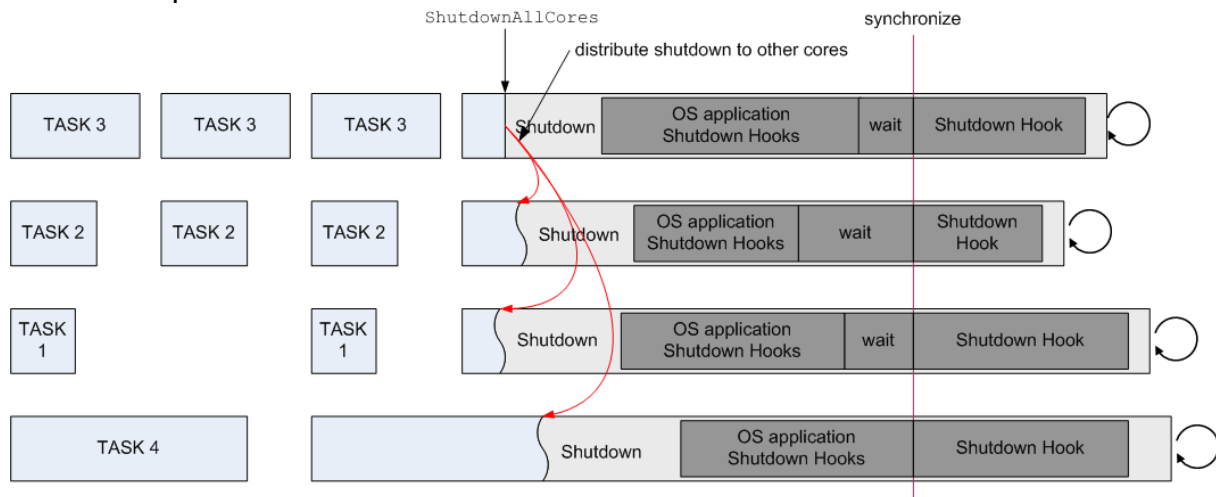 ShutdownAllCores
synchronize
distribute shutdown to other cores
TASK 3
TASK 3
TASK 3
Shutdown
OS application
Shutdown Hooks
wait
Shutdown Hook
TASK 2
TASK 2
TASK 2
Shutdown
OS application
Shutdown Hooks
wait
Shutdown
Hook
TASK
1
TASK
1
Shutdown
OS application
Shutdown Hooks
wait
Shutdown Hook
TASK 4
Shutdown
OS application
Shutdown Hooks
Shutdown Hook